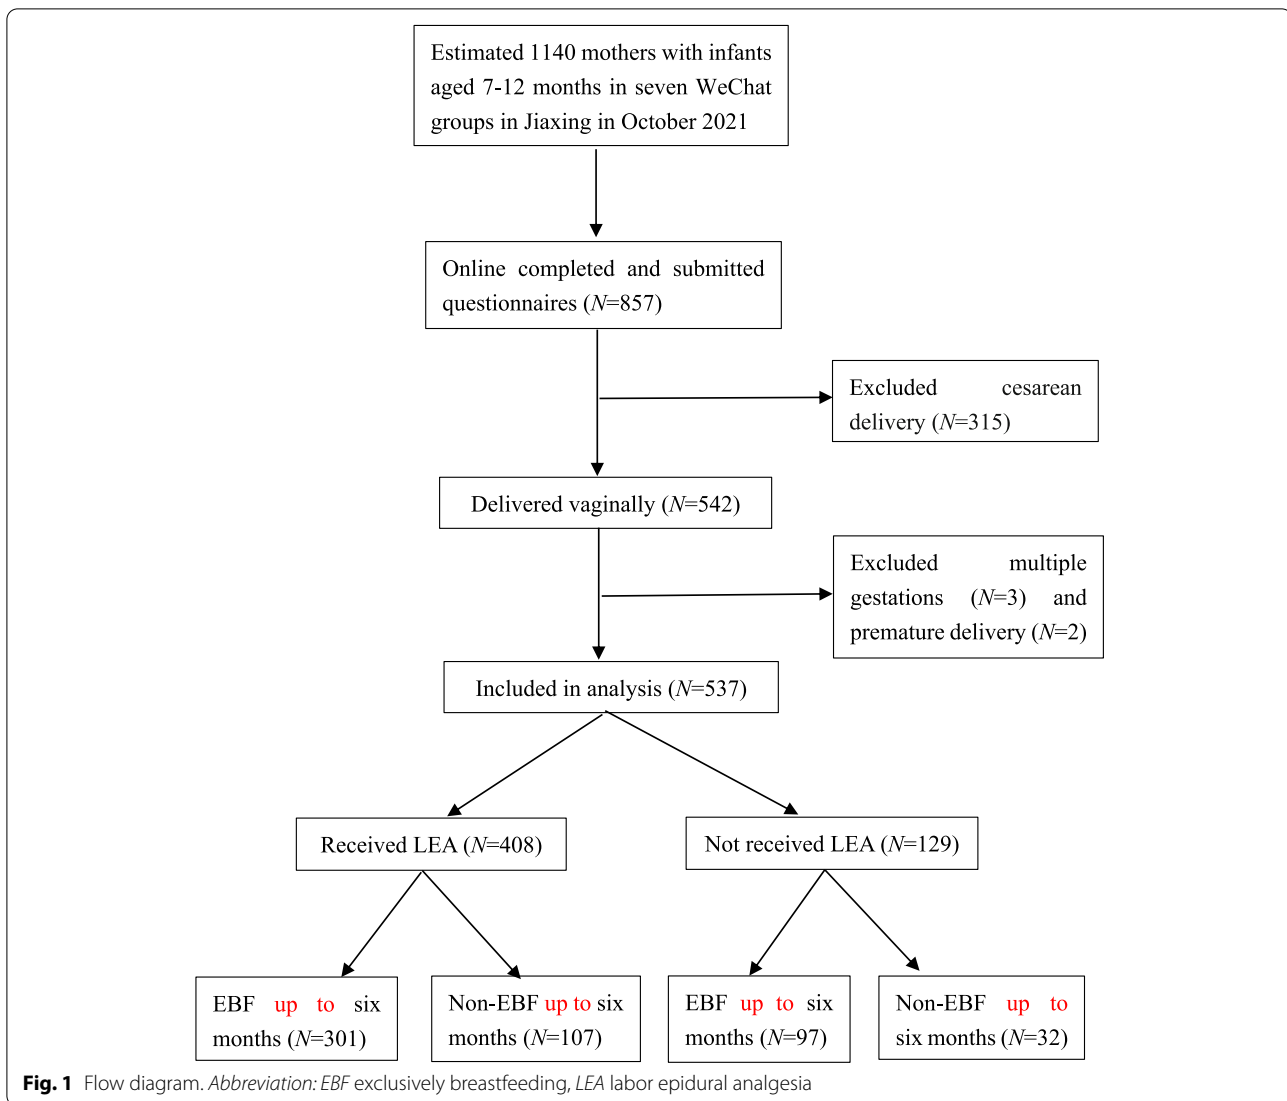 Estimated 1140 mothers with infants
aged 7-12 months in seven WeChat
groups in Jiaxing in October 2021
Online completed and submitted
questionnaires (N=857)
Excluded cesarean
delivery (N=315)
Delivered vaginally (N=542)
Excluded multiple
gestations (N=3) and
premature delivery (N=2)
Included in analysis (N=537)
Received LEA (N=408)
Not received LEA (N=129)
EBF up to six
months (N=301)
Non-EBF up to six
months (N=107)
EBF up to six
months (N=97)
Non-EBF up to
six months (N=32)
Fig. 1 Flow diagram. Abbreviation: EBF exclusively breastfeeding, LEA labor epidural analgesia